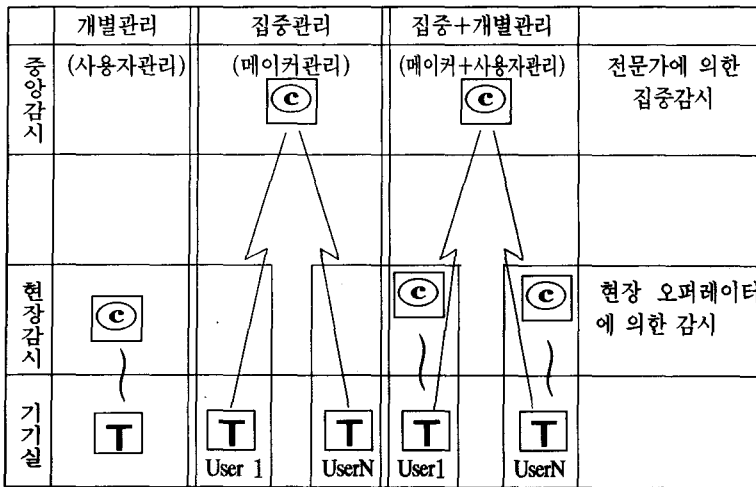 개별관리 집중관리 집중+개별관리
중앙감시 (사용자관리) (메이커관리) (메이커+사용자관리) 전문가에 의한
집중감시
c c
현장감시 c c c 현장 오퍼레이터
에 의한 감시
기기실 T T T T T
User 1 UserN User1 UserN